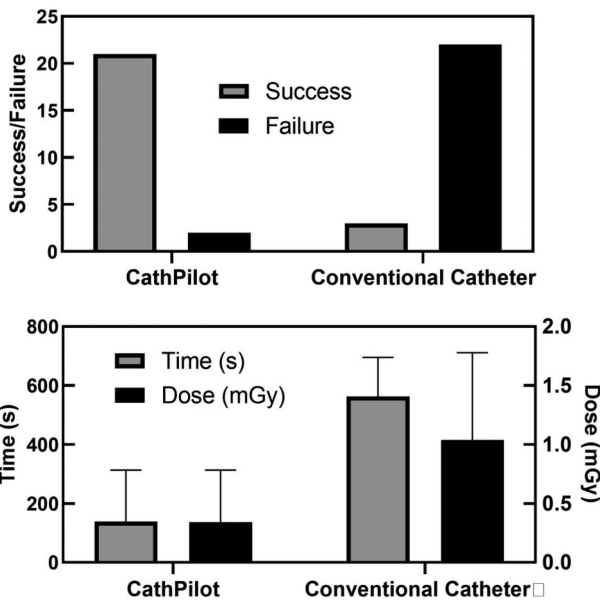 25
20
15
10
5
0
Success/Failure
Success
Failure
CathPilot
Conventional Catheter
800
600
400
200
0
Time (s)
Time (s)
Dose (mGy)
2.0
1.5
1.0
0.5
0.0
Dose (mGy)
CathPilot
Conventional Catheter□